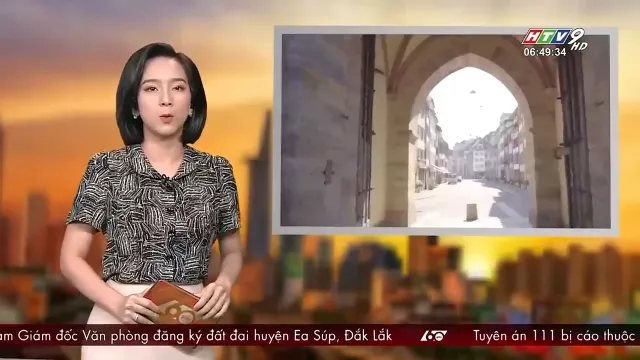 HTV9
HD
06:49:34
am Giám đốc Văn phòng đăng ký đất đai huyện Ea Súp, Đắk Lắk
60s
Tuyên án 111 bị cáo thuộc